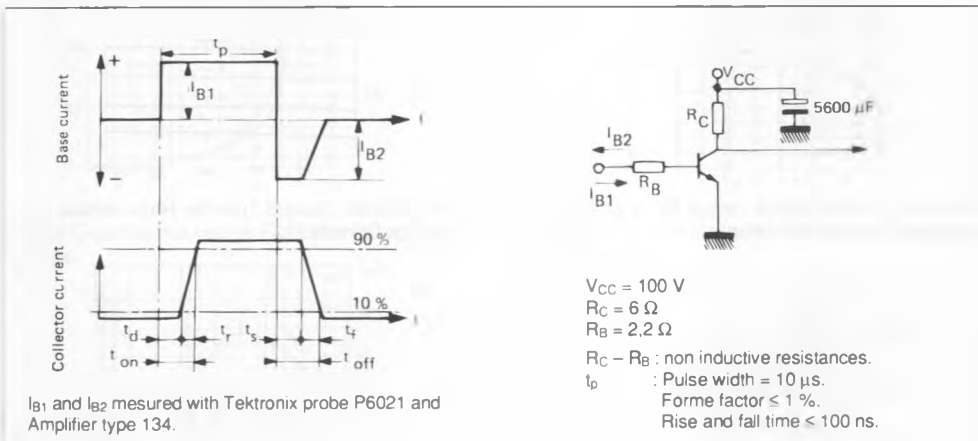 Base current
+
−
tp
IB1
IB2
Collector current
90 %
10 %
td
tr
ts
tf
ton
toff
IB1 and IB2 mesured with Tektronix probe P6021 and
Amplifier type 134.
VCC
RC
5600 µF
IB2
RB
IB1
VCC = 100 V
RC = 6 Ω
RB = 2,2 Ω
RC – RB : non inductive resistances.
tp : Pulse width = 10 µs.
Forme factor ≤ 1 %.
Rise and fall time ≤ 100 ns.